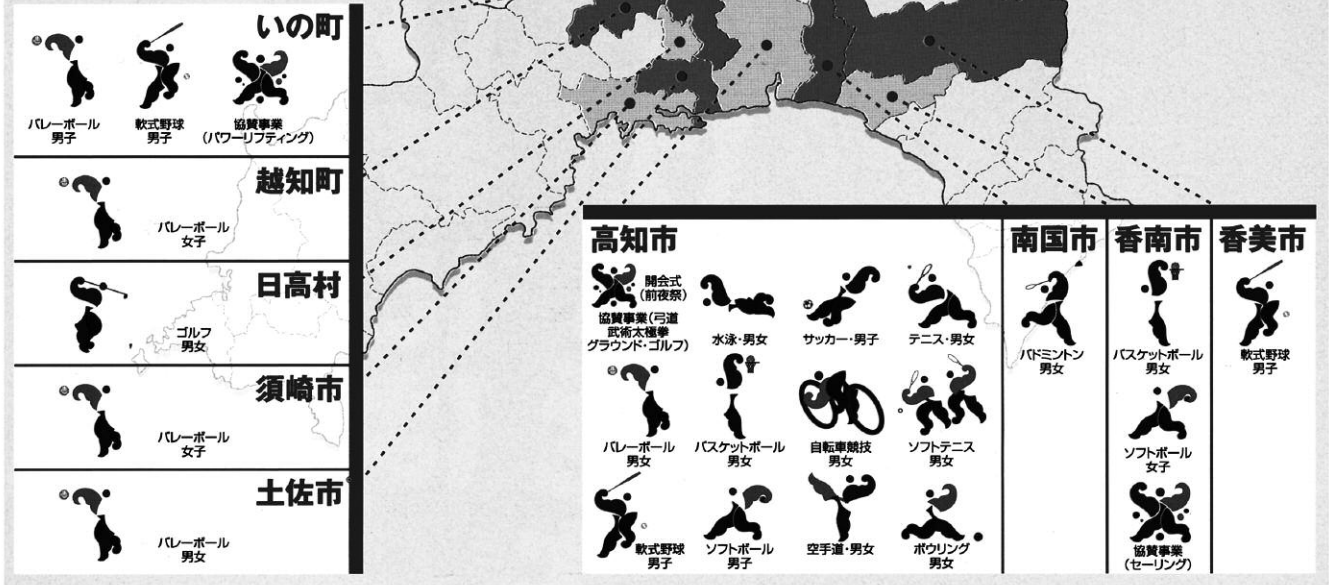 いの町
バレーボール
男子
軟式野球
男子
協賛事業
(パワーリフティング)
越知町
バレーボール
女子
日高村
ゴルフ
男女
須崎市
バレーボール
女子
土佐市
バレーボール
男女
高知市
開会式
(前夜祭)
協賛事業(弓道
武術太極拳
グラウンド・ゴルフ)
水泳・男女
サッカー・男子
テニス・男女
バレーボール
男女
バスケットボール
男女
自転車競技
男女
ソフトテニス
男女
軟式野球
男子
ソフトボール
男子
空手道・男女
ボウリング
男女
南国市
バドミントン
男女
香南市
バスケットボール
男女
ソフトボール
女子
協賛事業
(セーリング)
香美市
軟式野球
男子